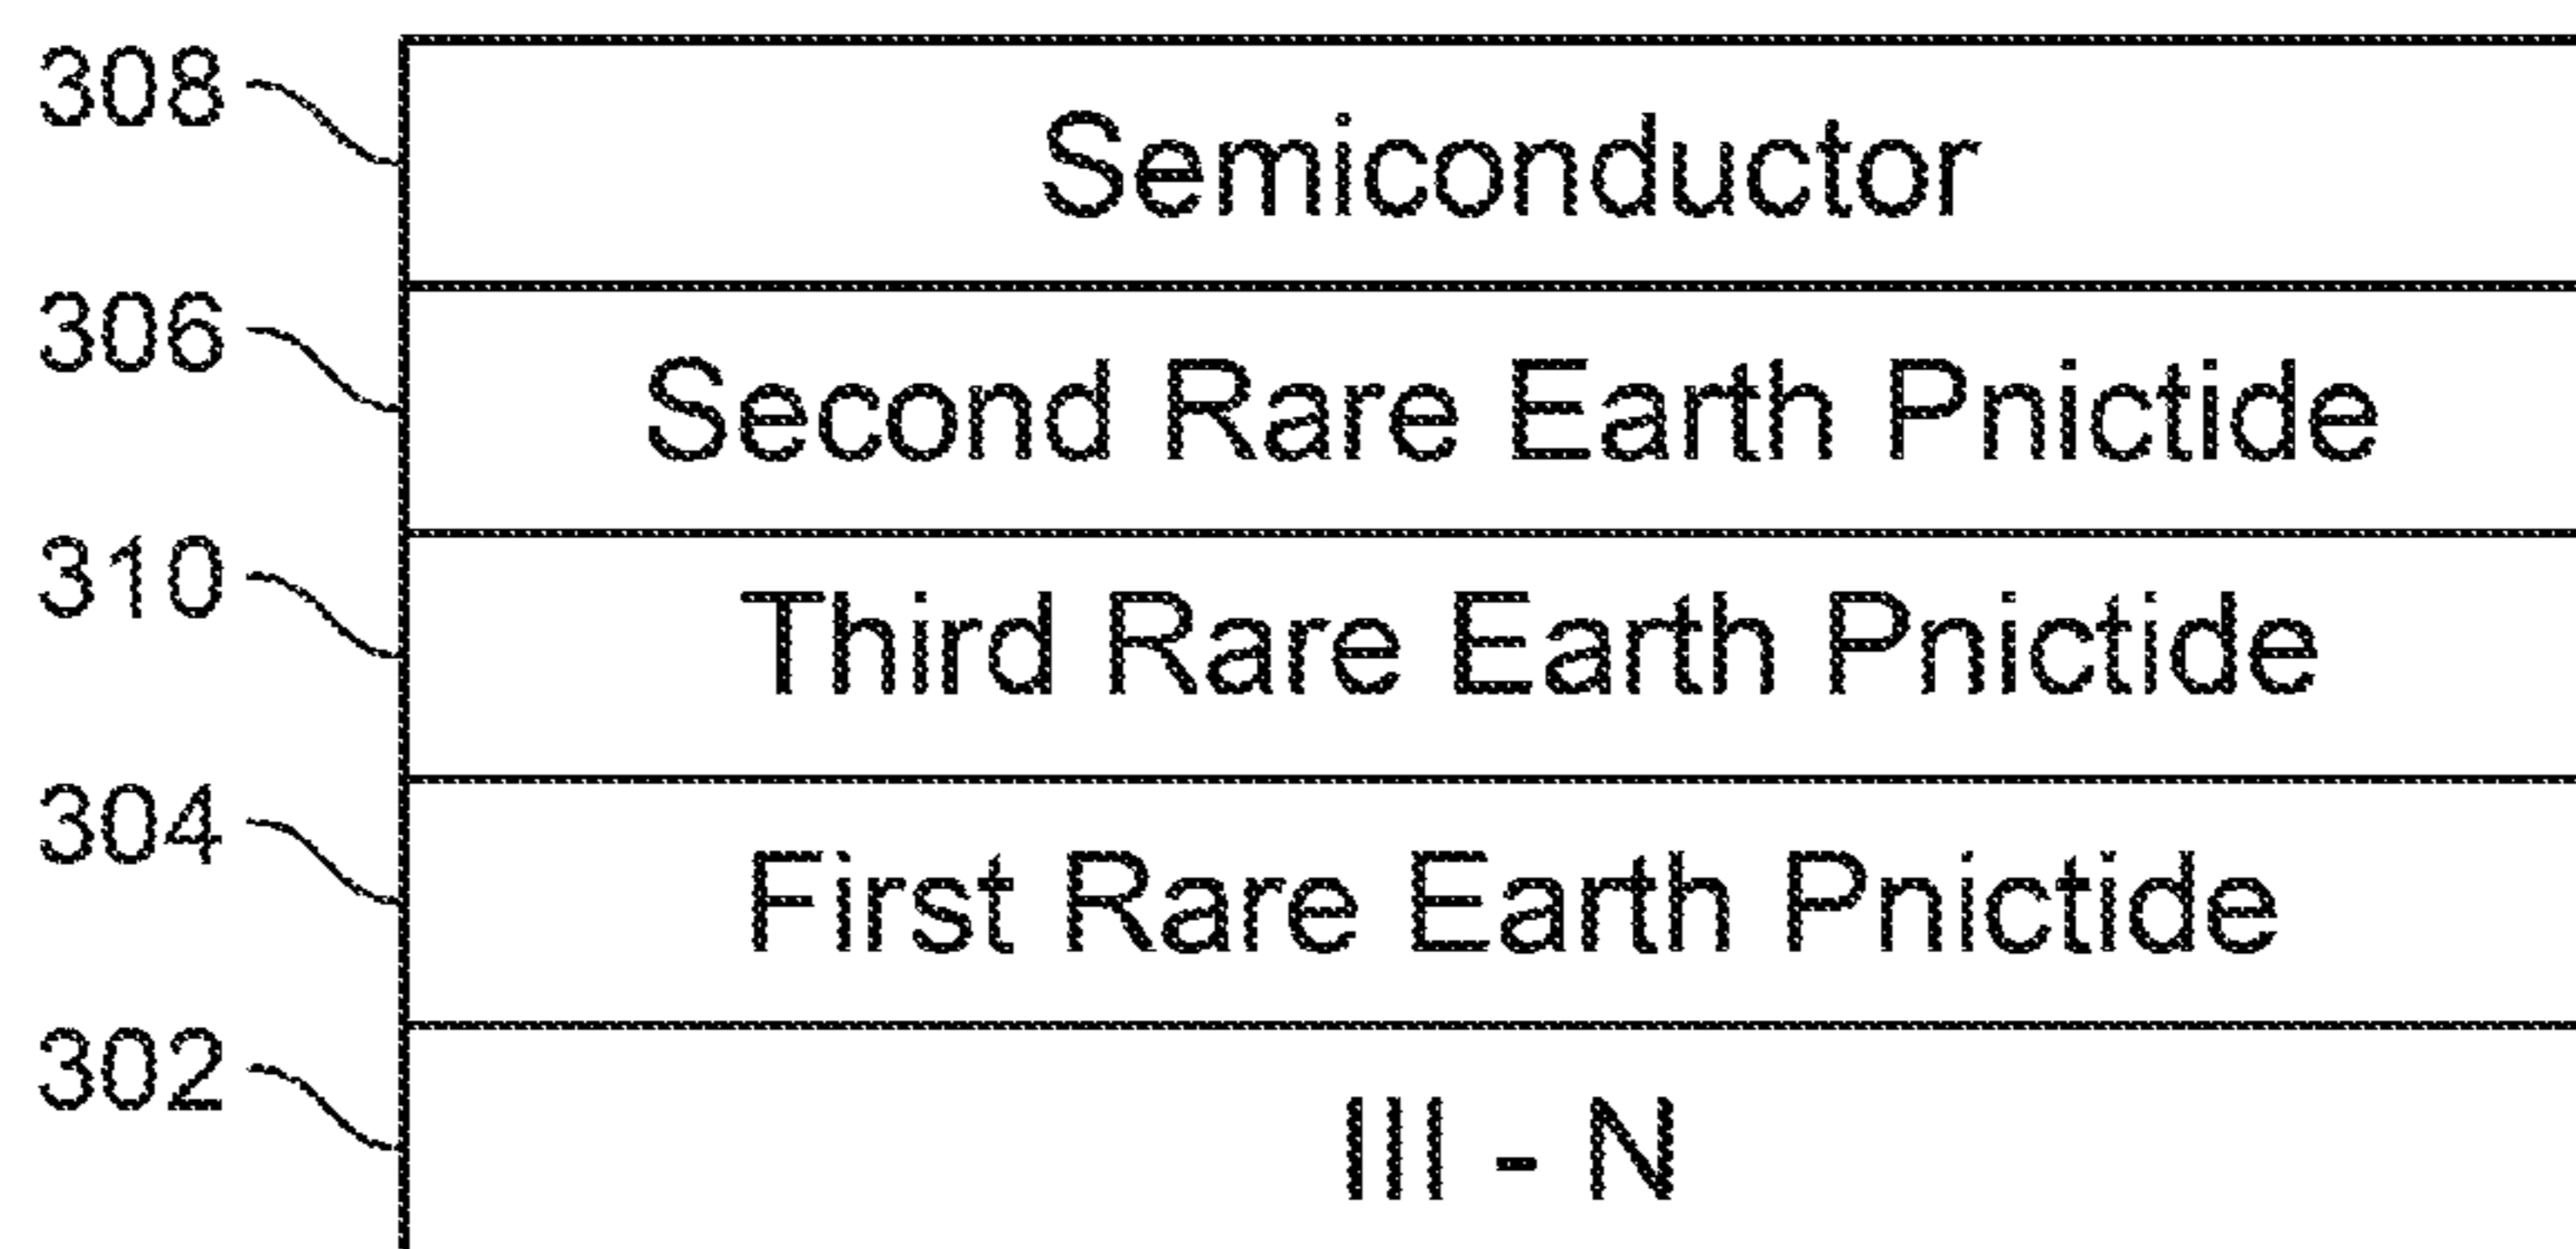 308 Semiconductor
306 Second Rare Earth Pnictide
310 Third Rare Earth Pnictide
304 First Rare Earth Pnictide
302 III - N